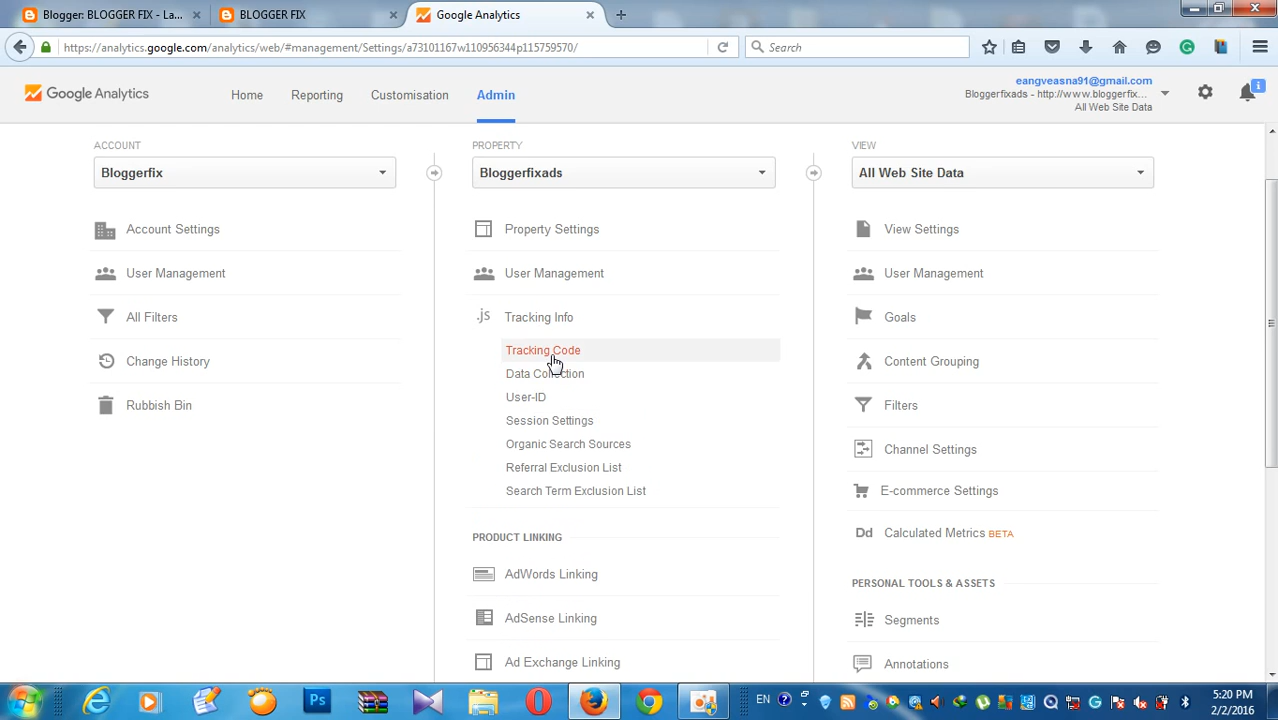 Blogger: BLOGGER FIX - La...
BLOGGER FIX
Google Analytics
https://analytics.google.com/analytics/web/#management/Settings/a73101167w110956344p115759570/
Search
Google Analytics
Home
Reporting
Customisation
Admin
eangveasna91@gmail.com
Bloggerfixads - http://www.bloggerfix...
All Web Site Data
ACCOUNT
Bloggerfix
Account Settings
User Management
All Filters
Change History
Rubbish Bin
PROPERTY
Bloggerfixads
Property Settings
User Management
.js Tracking Info
Tracking Code
Data Collection
User-ID
Session Settings
Organic Search Sources
Referral Exclusion List
Search Term Exclusion List
PRODUCT LINKING
AdWords Linking
AdSense Linking
Ad Exchange Linking
VIEW
All Web Site Data
View Settings
User Management
Goals
Content Grouping
Filters
Channel Settings
E-commerce Settings
Dd Calculated Metrics BETA
PERSONAL TOOLS & ASSETS
Segments
Annotations
Ps
EN
5:20 PM
2/2/2016